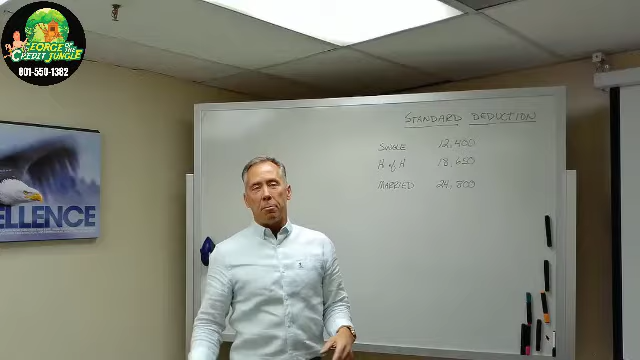 GEORGE OF THE
CREDIT JUNGLE
801-550-1382
ELLENCE
STANDARD DEDUCTION
SINGLE 12,400
H of H 18,650
MARRIED 24,800